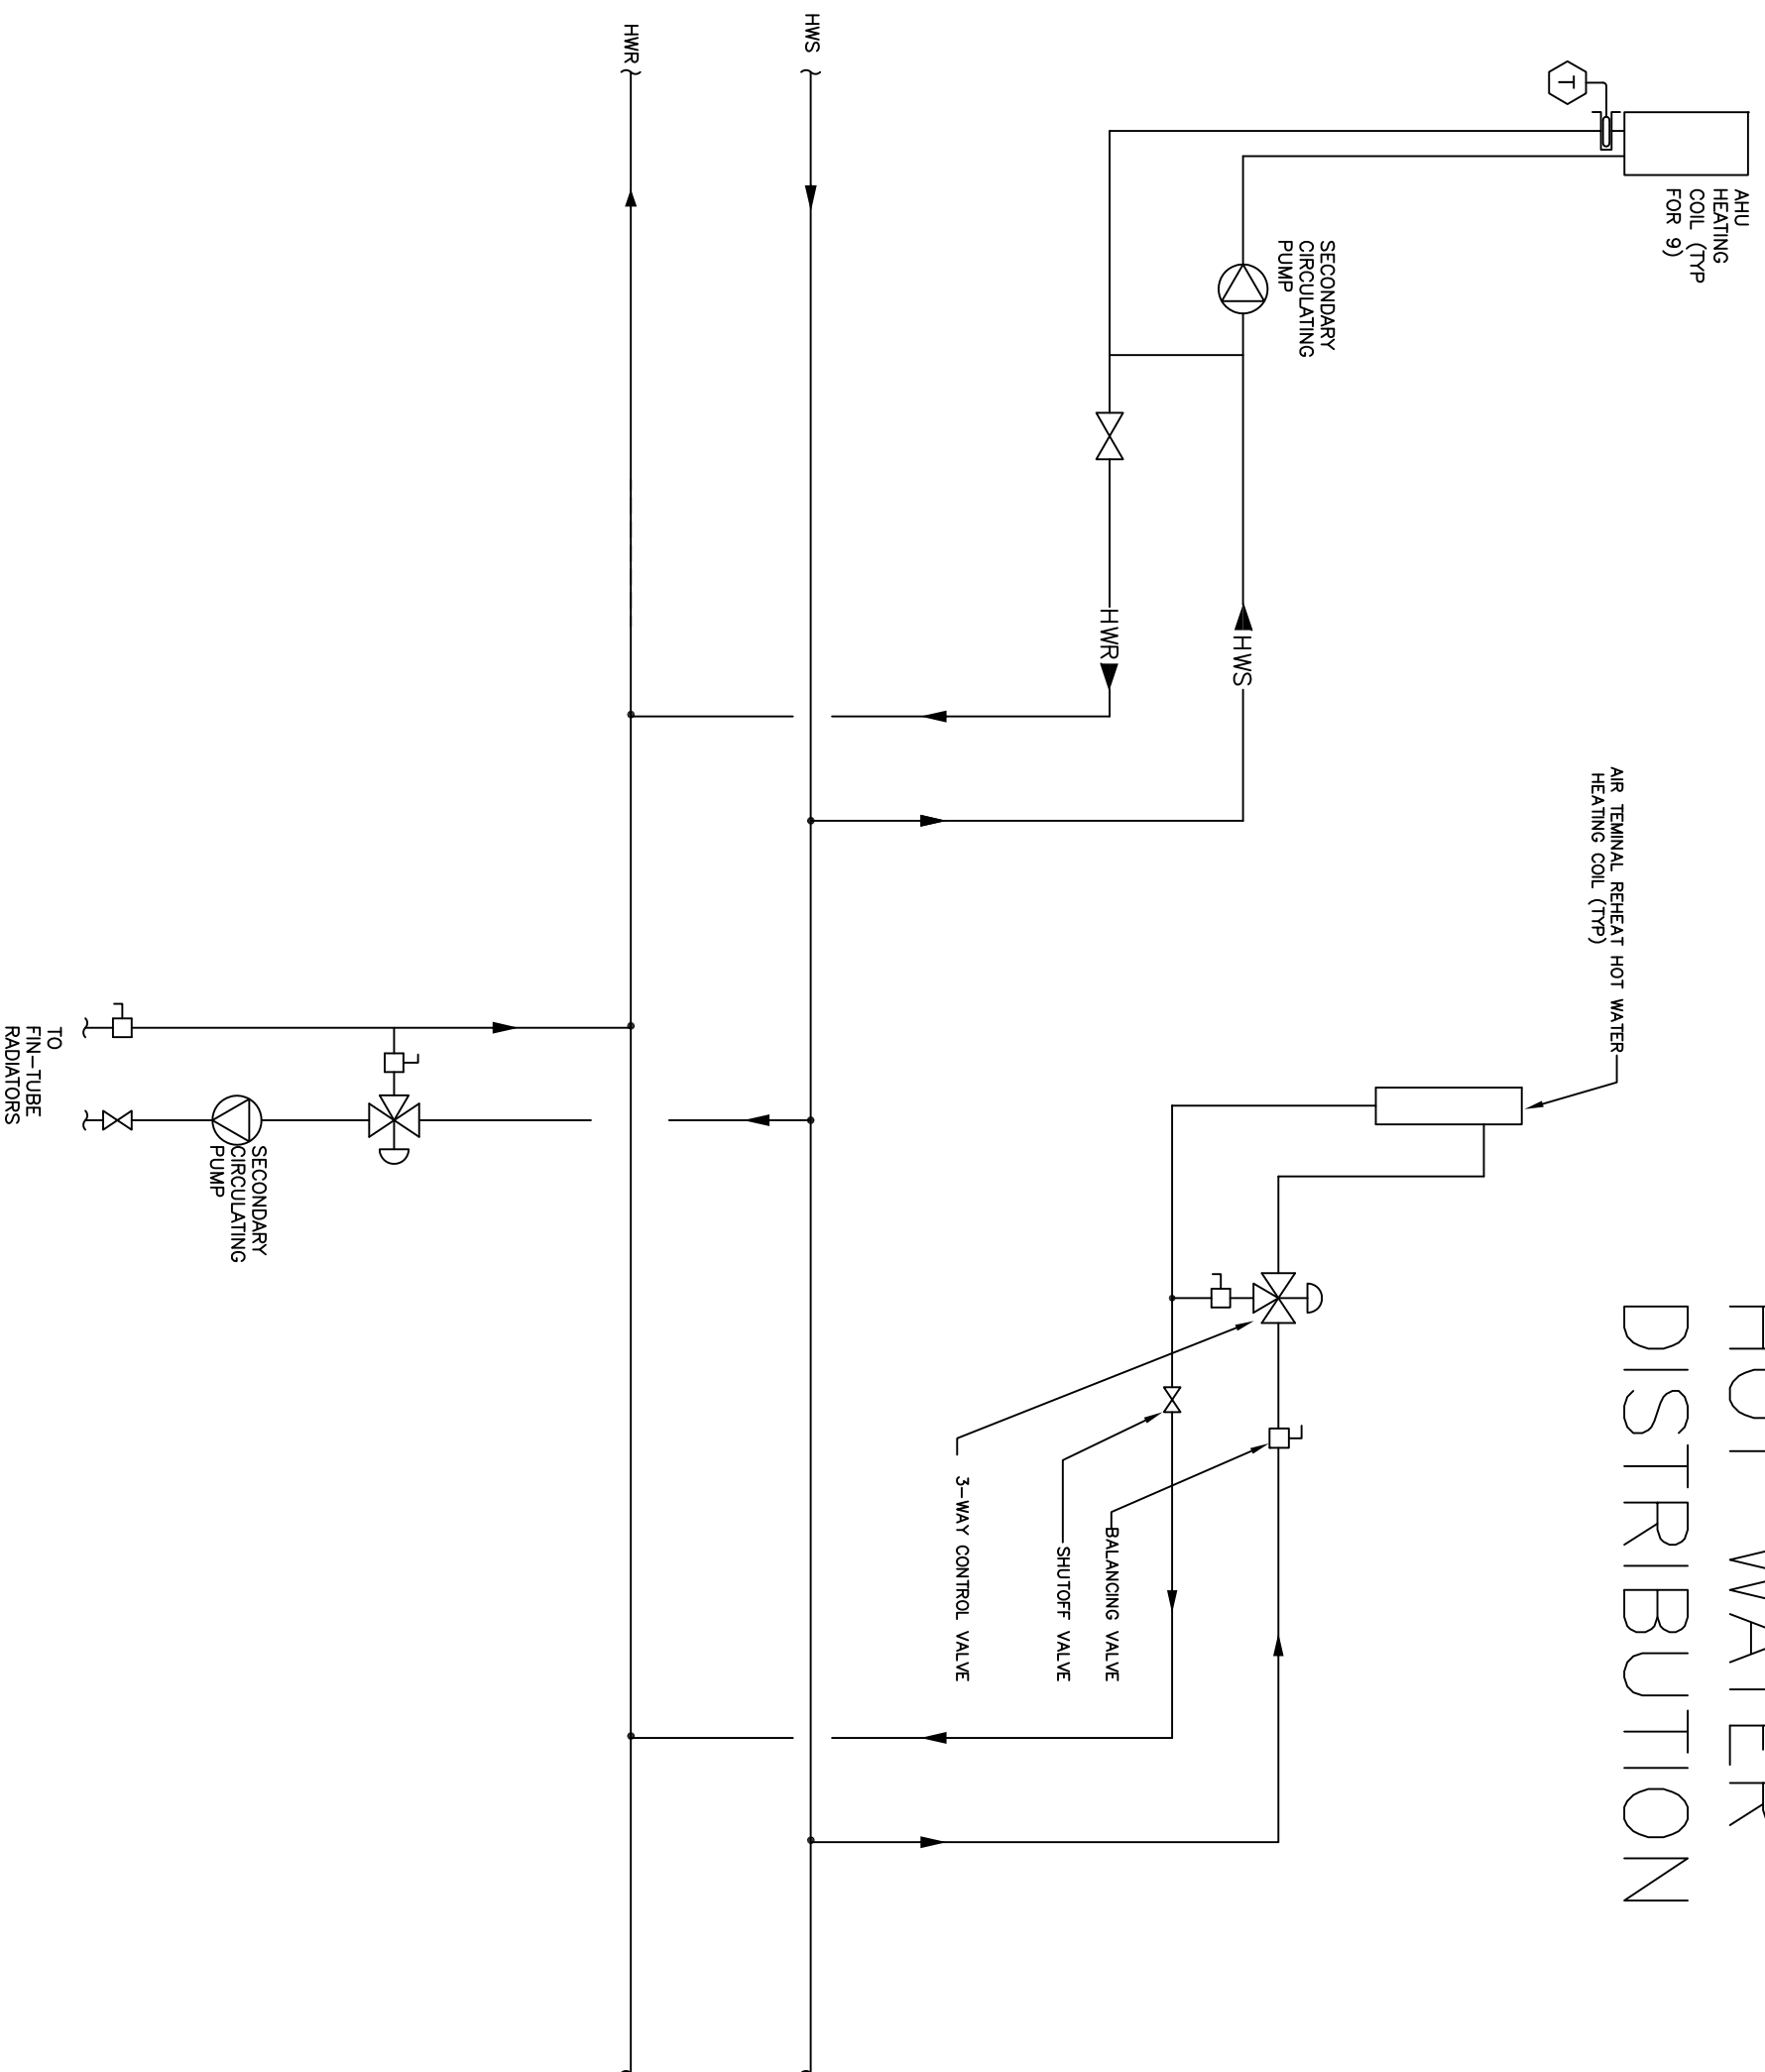 HOT WATER
DISTRIBUTION
AHU
HEATING
COIL (TYP
FOR 9)
T
SECONDARY
CIRCULATING
PUMP
AIR TEMINAL REHEAT HOT WATER
HEATING COIL (TYP)
HWS
HWR
BALANCING VALVE
SHUTOFF VALVE
3-WAY CONTROL VALVE
HWS
HWR
SECONDARY
CIRCULATING
PUMP
TO
FIN-TUBE
RADIATORS